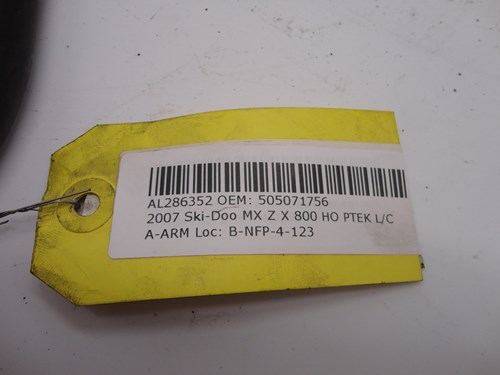 AL286352 OEM: 505071756
2007 Ski-Doo MX Z X 800 HO PTEK L/C
A-ARM Loc: B-NFP-4-123